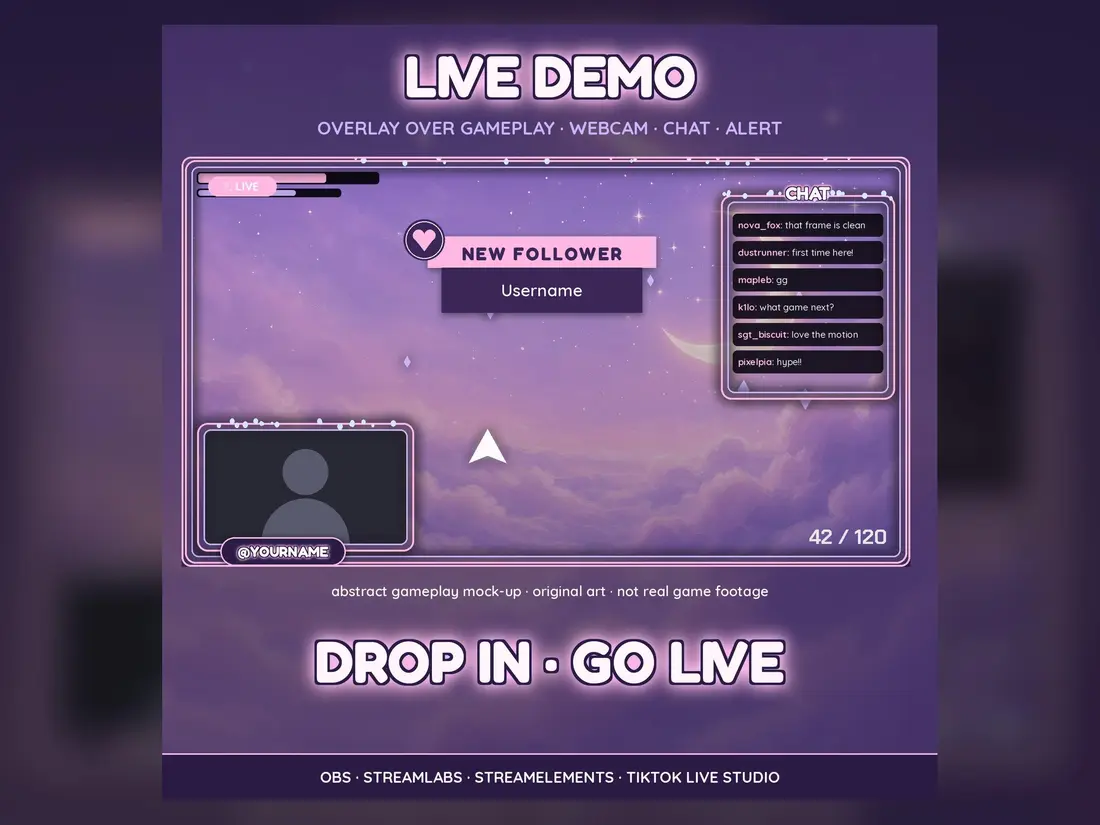 LIVE DEMO
OVERLAY OVER GAMEPLAY · WEBCAM · CHAT · ALERT
LIVE
CHAT
nova_fox: that frame is clean
dustrunner: first time here!
mapleb: gg
k1lo: what game next?
sgt_biscuit: love the motion
pixelpia: hype!!
NEW FOLLOWER
Username
@YOURNAME
42 / 120
abstract gameplay mock-up · original art · not real game footage
DROP IN · GO LIVE
OBS · STREAMLABS · STREAMELEMENTS · TIKTOK LIVE STUDIO